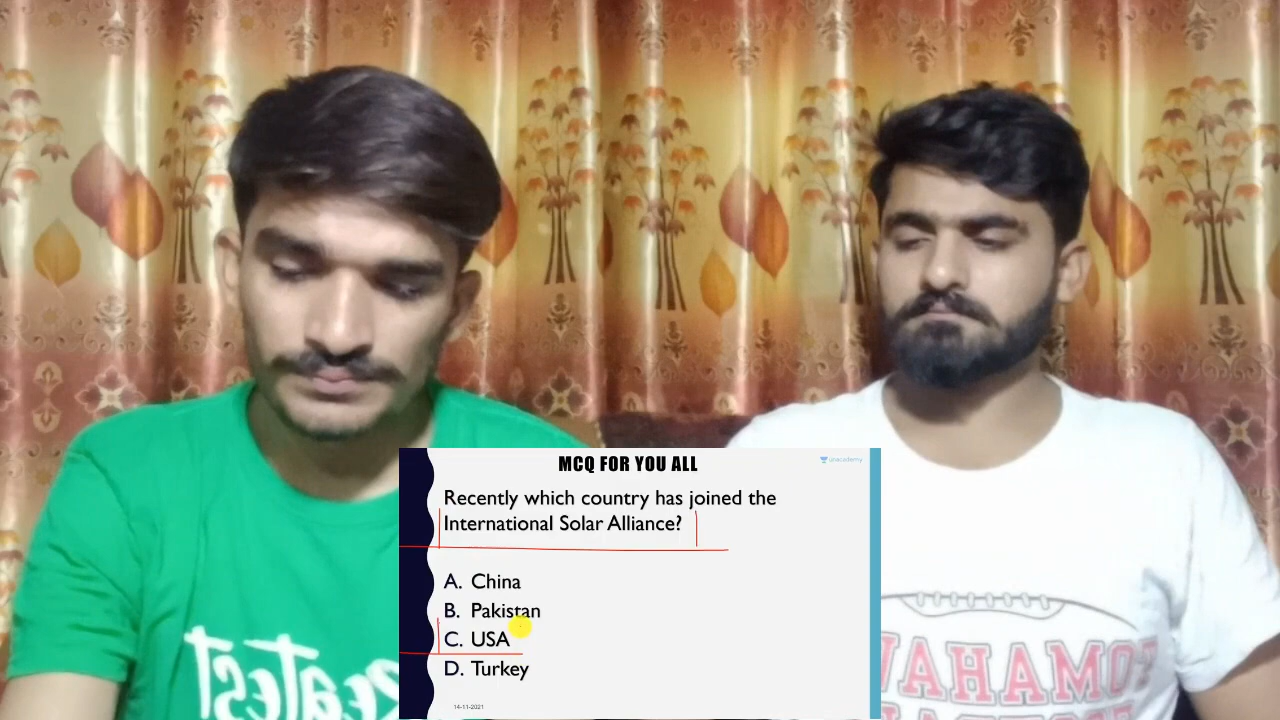 MCQ FOR YOU ALL
unacademy
Recently which country has joined the
International Solar Alliance?
A. China
B. Pakistan
C. USA
D. Turkey
14-11-2021